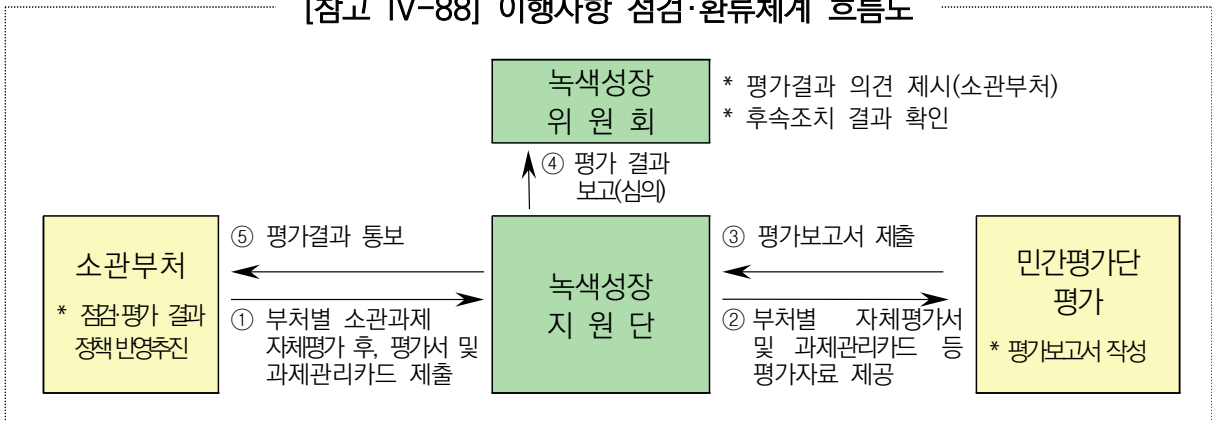 [참고 Ⅳ-88] 이행사항 점검·환류체계 흐름도
녹색성장
위 원 회
* 평가결과 의견 제시(소관부처)
* 후속조치 결과 확인
④ 평가 결과
보고(심의)
소관부처
* 점검·평가 결과
정책 반영추진
⑤ 평가결과 통보
① 부처별 소관과제
자체평가 후, 평가서 및
과제관리카드 제출
녹색성장
지 원 단
③ 평가보고서 제출
② 부처별 자체평가서
및 과제관리카드 등
평가자료 제공
민간평가단
평가
* 평가보고서 작성